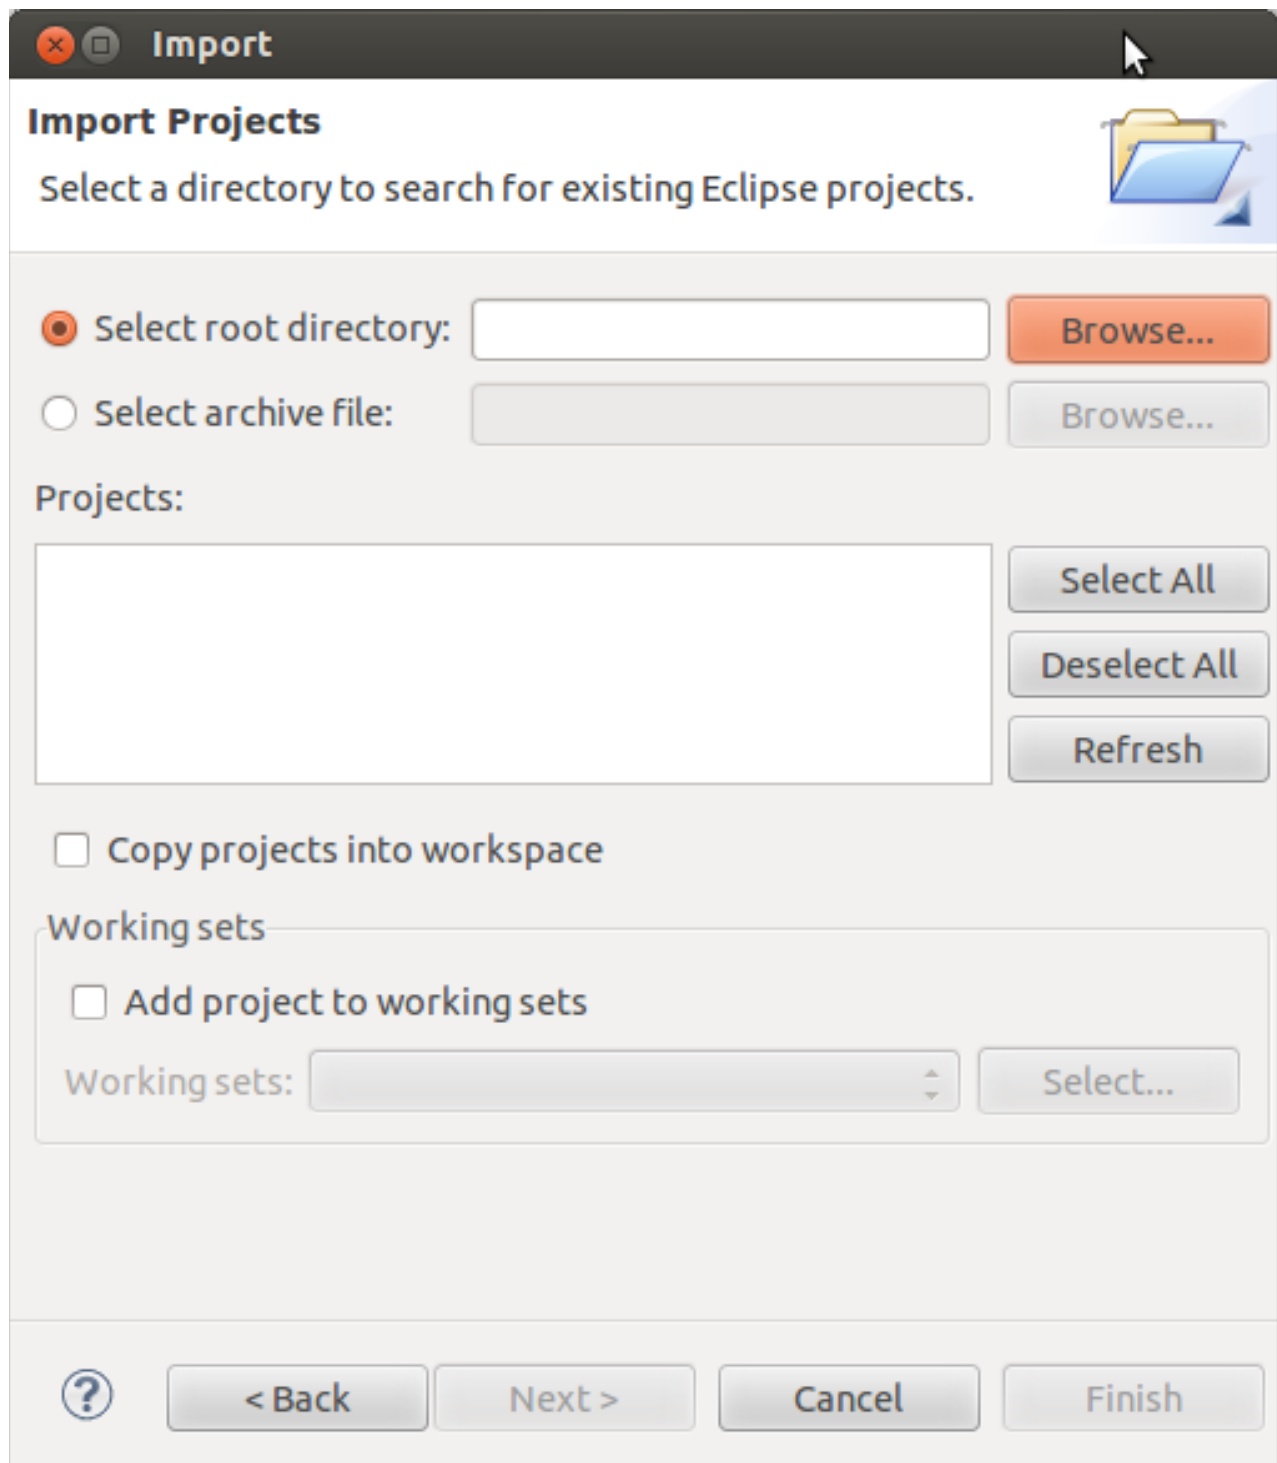 Import
Import Projects
Select a directory to search for existing Eclipse projects.
Select root directory: Browse...
Select archive file: Browse...
Projects:
Select All
Deselect All
Refresh
Copy projects into workspace
Working sets
Add project to working sets
Working sets: Select...
? < Back Next > Cancel Finish